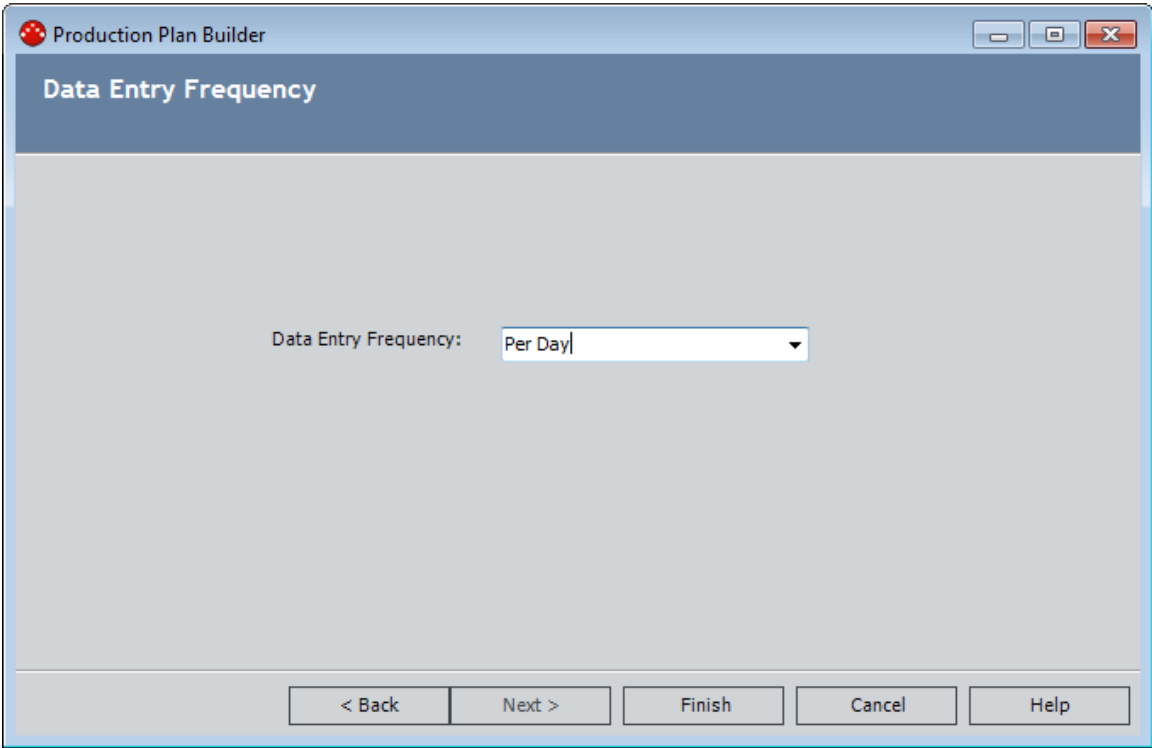 Production Plan Builder
Data Entry Frequency
Data Entry Frequency: Per Day
< Back Next > Finish Cancel Help